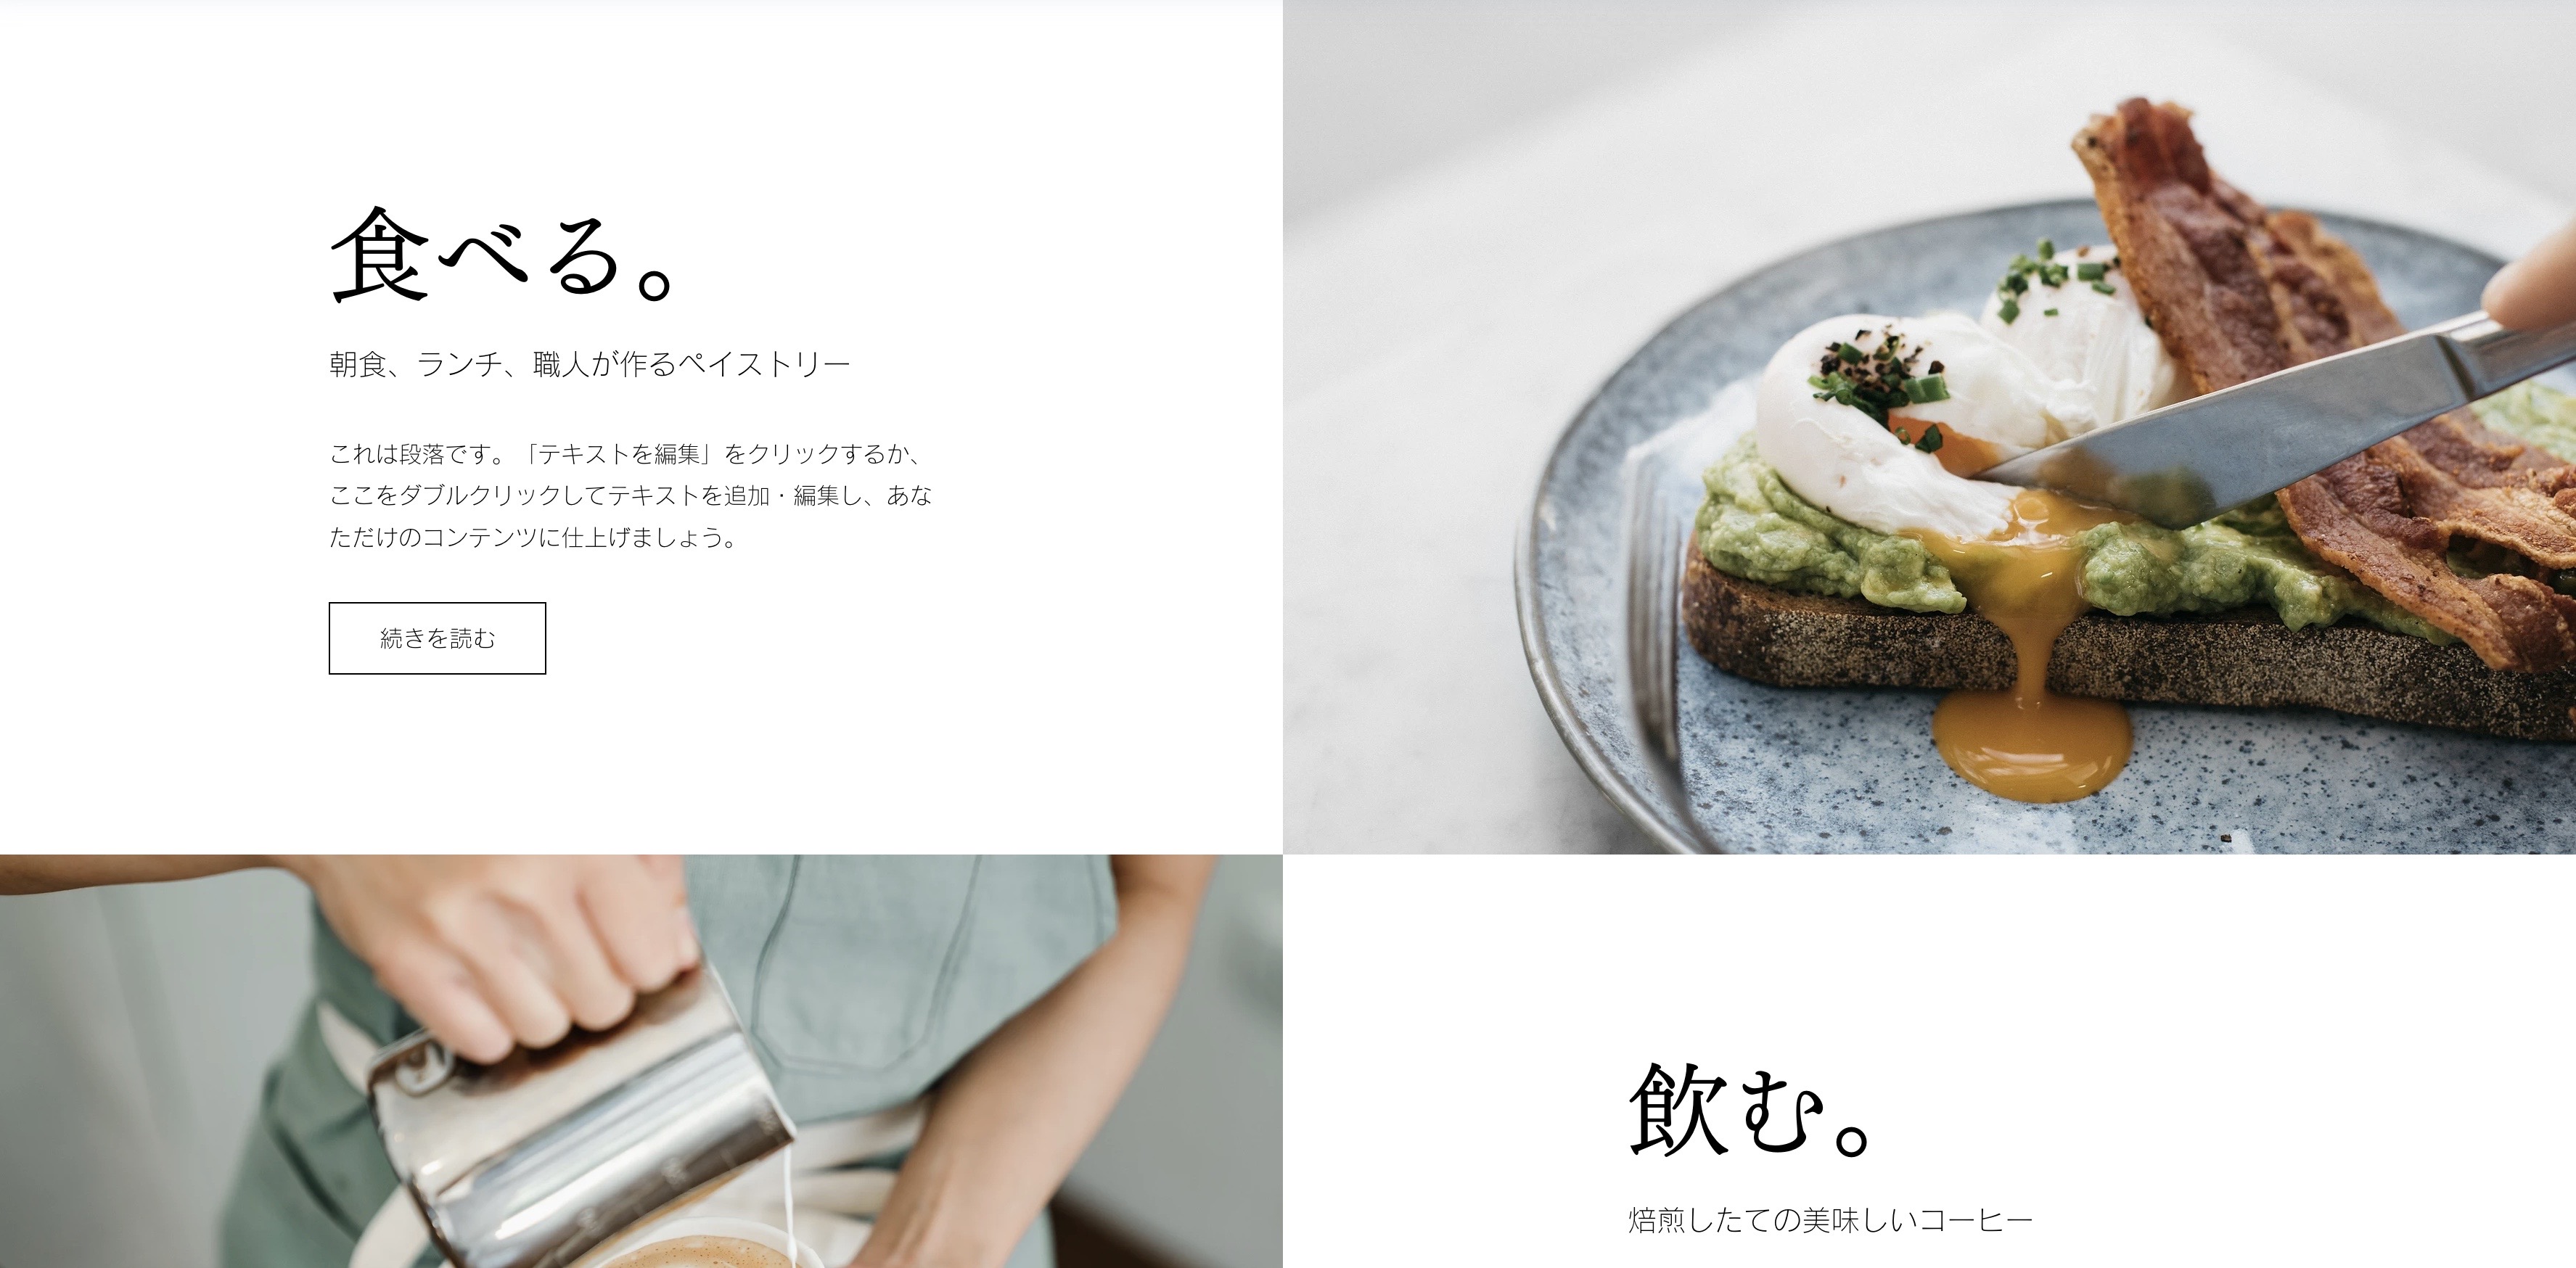 食べる。
朝食、ランチ、職人が作るペイストリー
これは段落です。「テキストを編集」をクリックするか、
ここをダブルクリックしてテキストを追加・編集し、あな
ただけのコンテンツに仕上げましょう。
続きを読む
飲む。
焙煎したての美味しいコーヒー